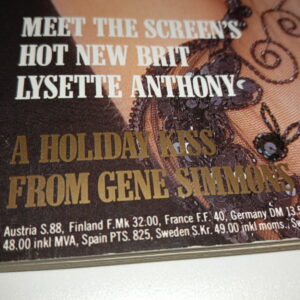 MEET THE SCREEN'S
HOT NEW BRIT
LYSETTE ANTHONY
A HOLIDAY KISS
FROM GENE SIMMONS
Austria S.88, Finland F.Mk 32.00, France F.F. 40, Germany DM 13.5
48.00 inkl MVA, Spain PTS. 825, Sweden S.Kr. 49.00 inkl moms.,